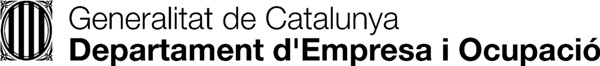 Generalitat de Catalunya
Departament d'Empresa i Ocupació